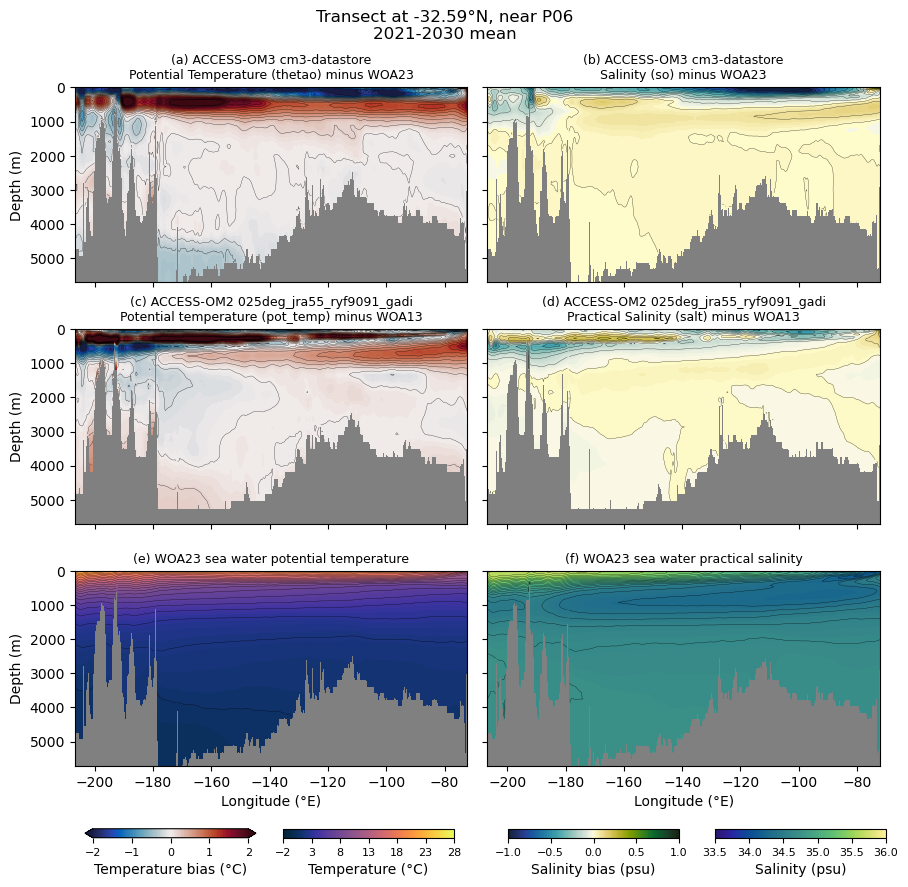 Transect at -32.59°N, near P06
2021-2030 mean
(a) ACCESS-OM3 cm3-datastore
Potential Temperature (thetao) minus WOA23
(b) ACCESS-OM3 cm3-datastore
Salinity (so) minus WOA23
0
1000
2000
3000
4000
5000
Depth (m)
(c) ACCESS-OM2 025deg_jra55_ryf9091_gadi
Potential temperature (pot_temp) minus WOA13
(d) ACCESS-OM2 025deg_jra55_ryf9091_gadi
Practical Salinity (salt) minus WOA13
0
1000
2000
3000
4000
5000
Depth (m)
(e) WOA23 sea water potential temperature
(f) WOA23 sea water practical salinity
0
1000
2000
3000
4000
5000
Depth (m)
−200 −180 −160 −140 −120 −100 −80
Longitude (°E)
−200 −180 −160 −140 −120 −100 −80
Longitude (°E)
−2 −1 0 1 2
Temperature bias (°C)
−2 3 8 13 18 23 28
Temperature (°C)
−1.0 −0.5 0.0 0.5 1.0
Salinity bias (psu)
33.5 34.0 34.5 35.0 35.5 36.0
Salinity (psu)